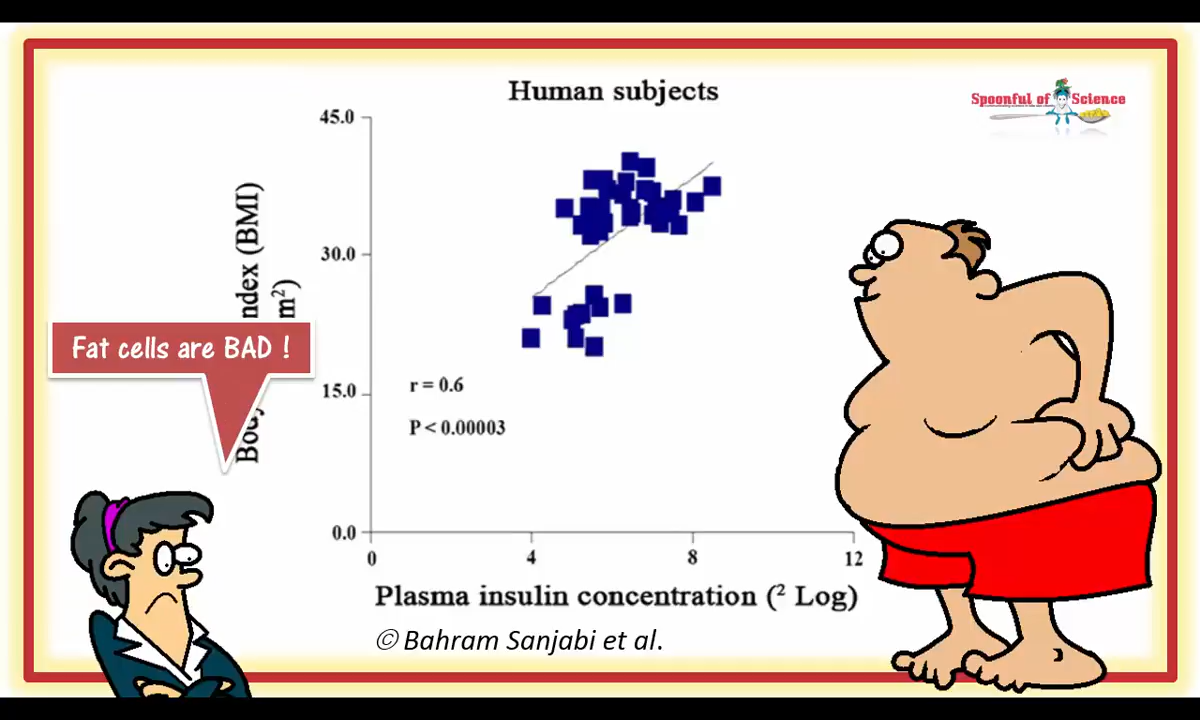 Human subjects
Spoonful of Science
45.0
30.0
15.0
0.0
ndex (BMI)
m²)
Fat cells are BAD !
r = 0.6
P < 0.00003
0
4
8
12
Plasma insulin concentration (² Log)
© Bahram Sanjabi et al.